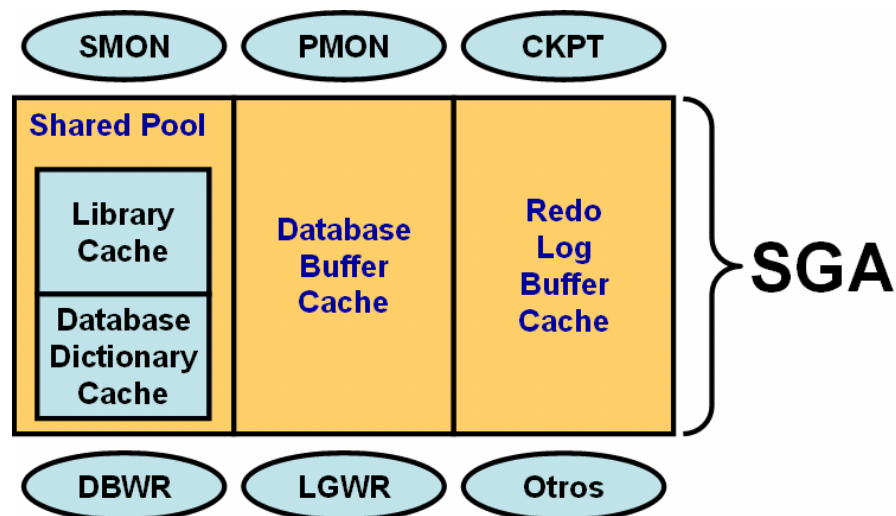 SMON
PMON
CKPT
Shared Pool
Library
Cache
Database
Dictionary
Cache
Database
Buffer
Cache
Redo
Log
Buffer
Cache
SGA
DBWR
LGWR
Otros